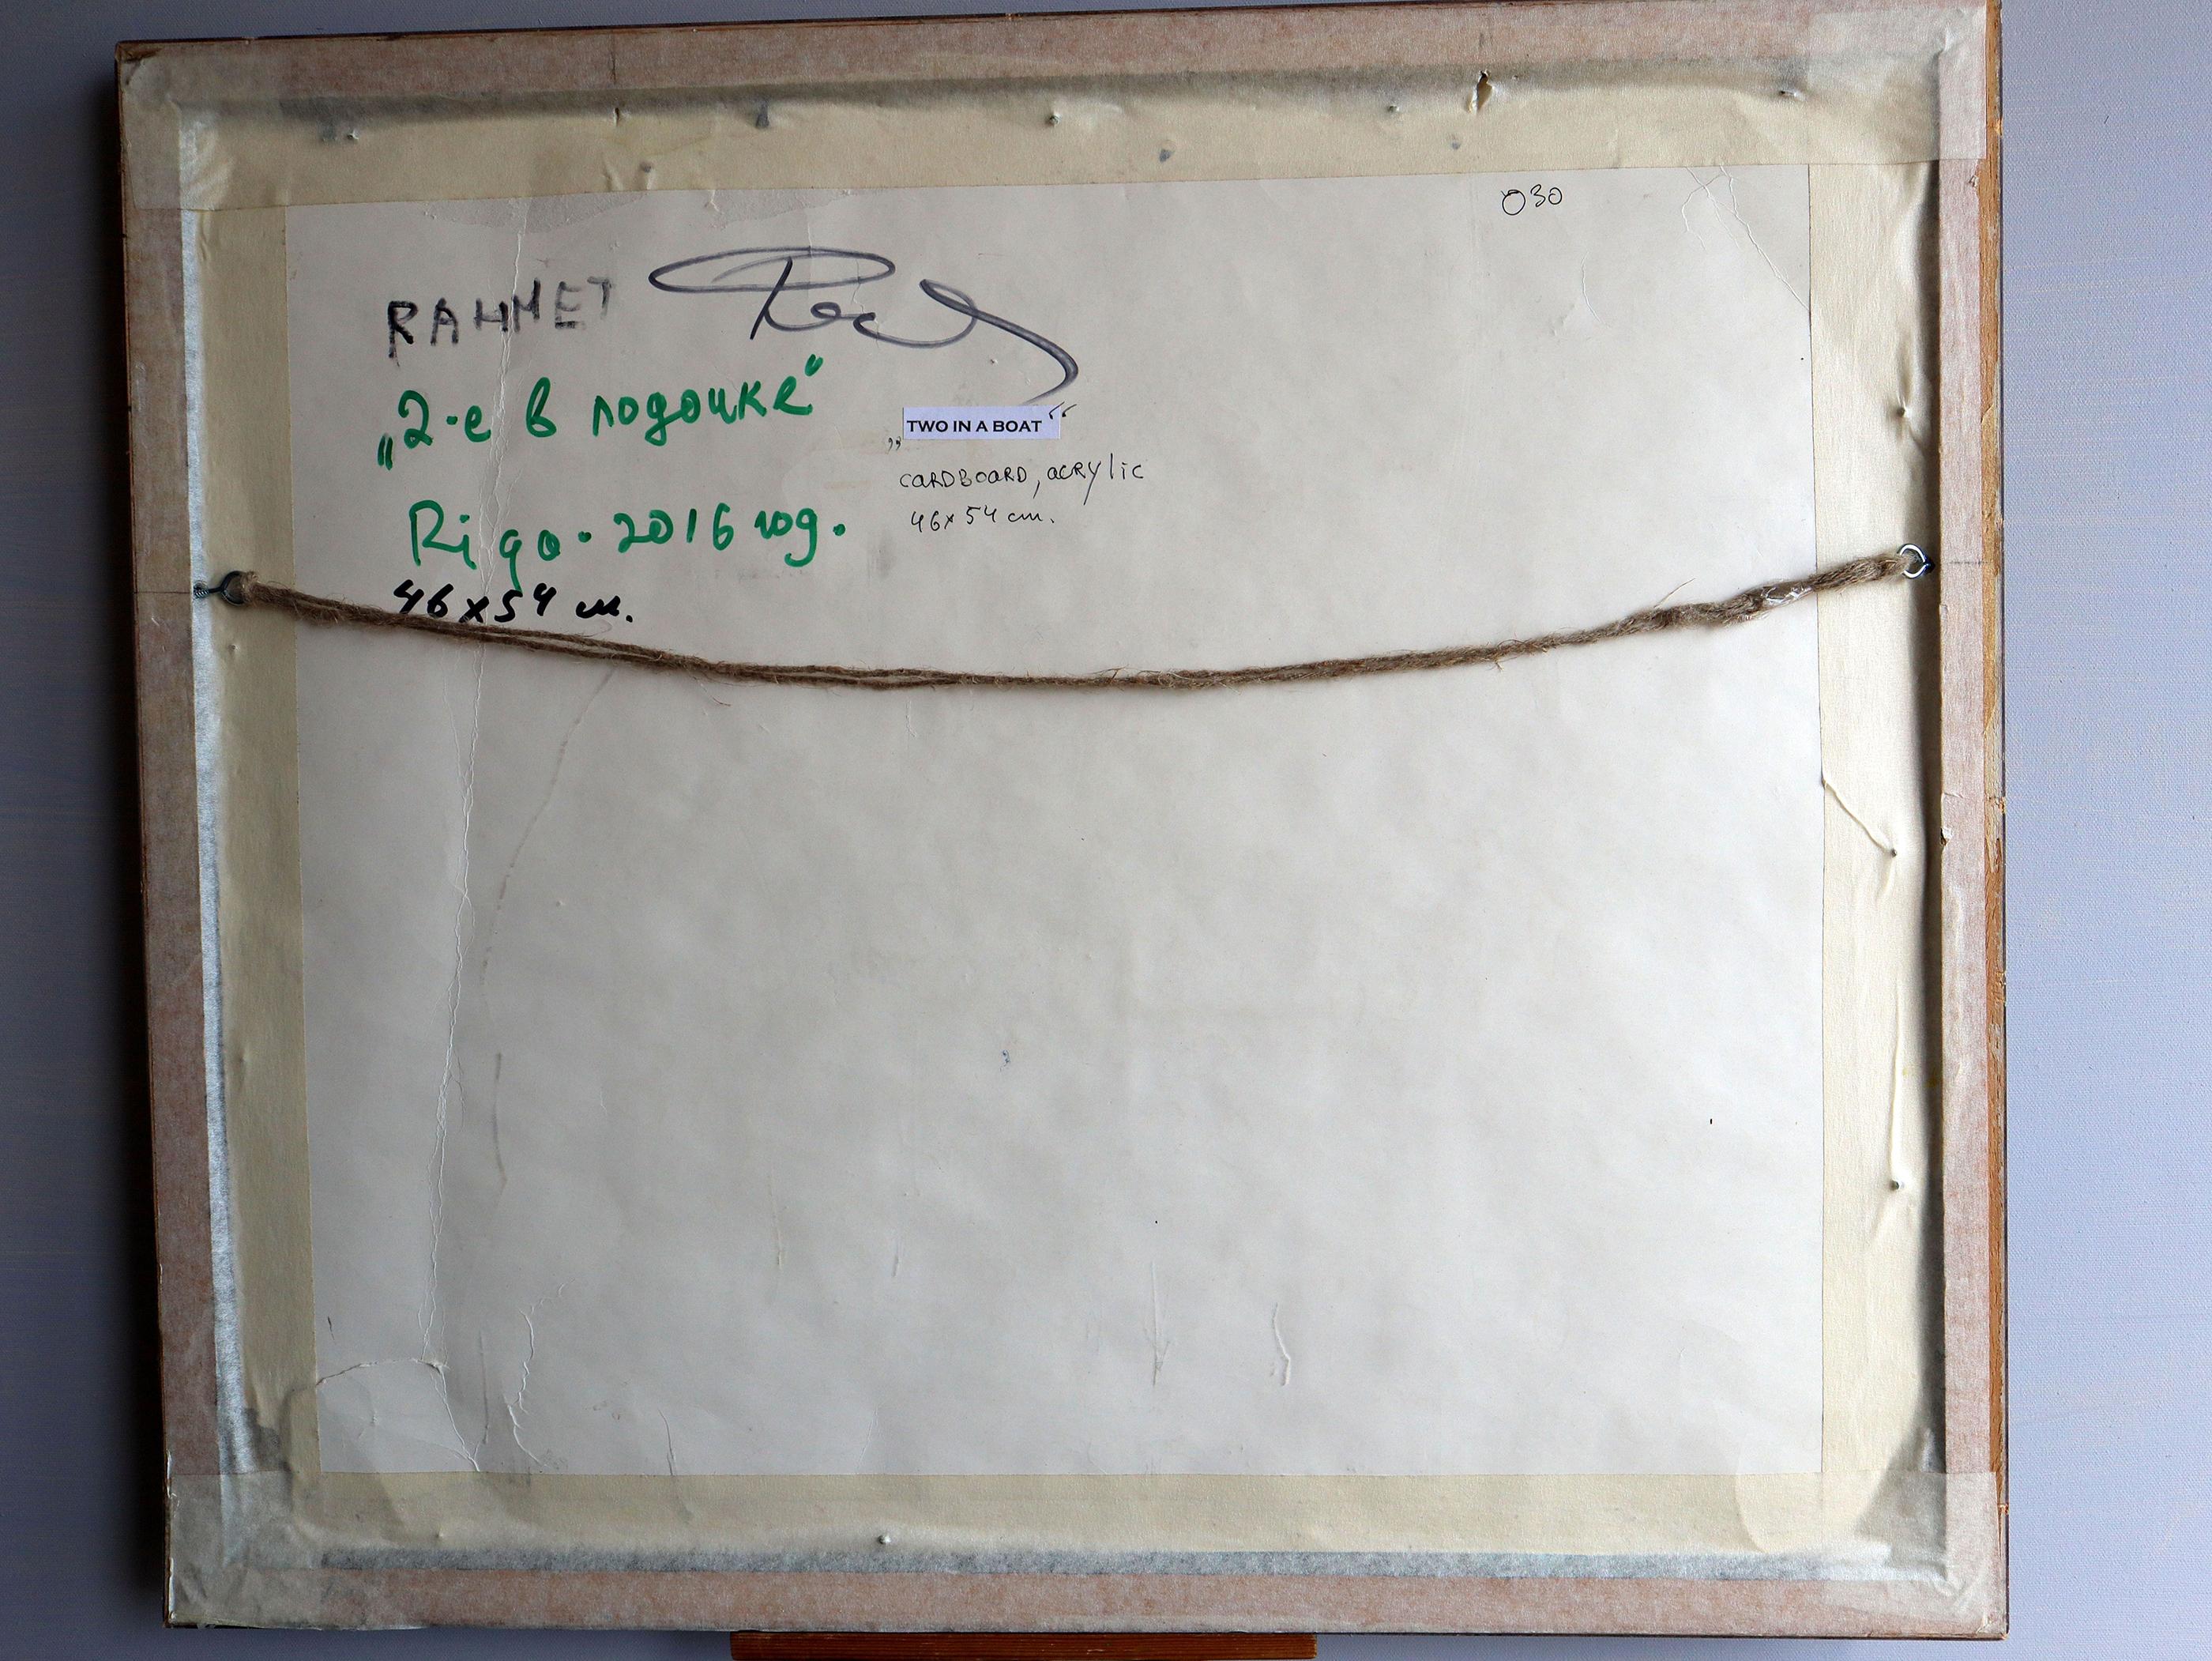 030
RAHMET
„2-е в лодочке“
„TWO IN A BOAT“
CARDBOARD, ACRYLIC
46x54 cm.
Riga. 2016 год.
46x54 см.